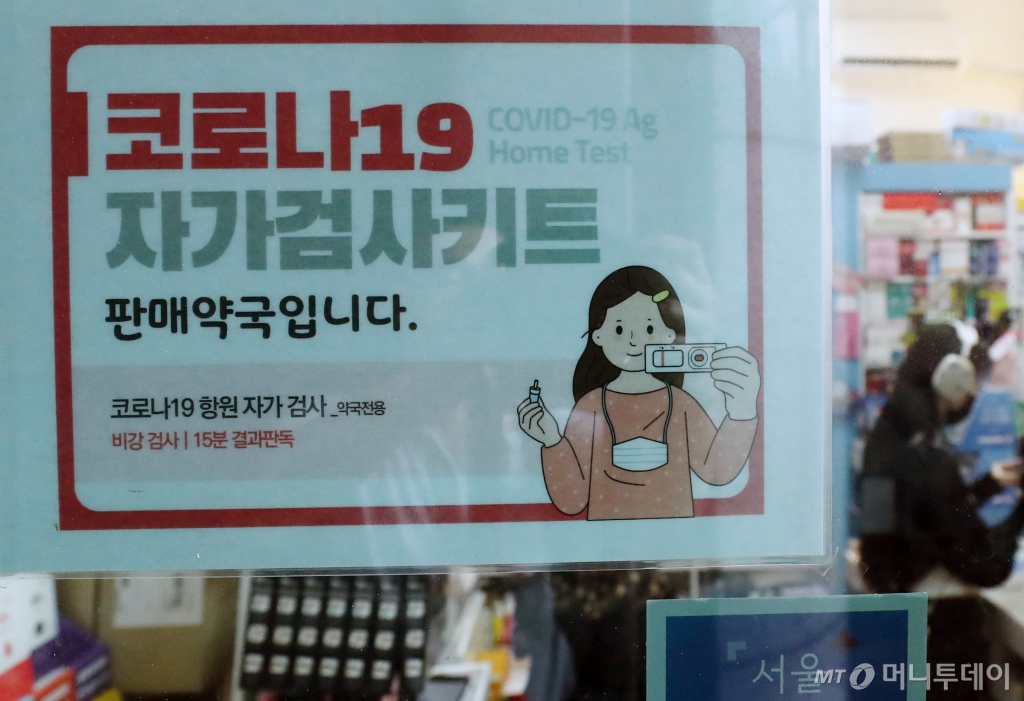 코로나19 COVID-19 Ag
Home Test
자가검사키트
판매약국입니다.
코로나19 항원 자가 검사 _약국전용
비강 검사 | 15분 결과판독
서울
MT 머니투데이